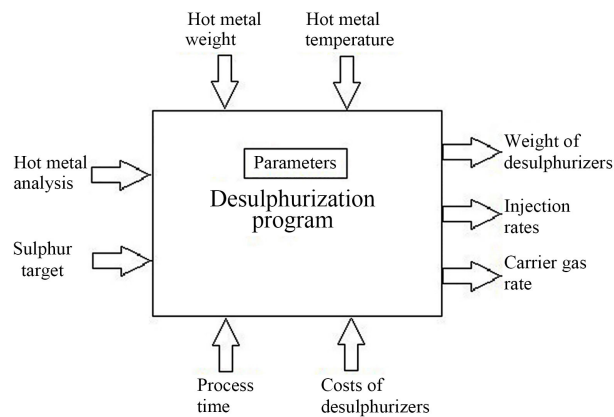 Hot metal
weight
Hot metal
temperature
Hot metal
analysis
Sulphur
target
Parameters
Desulphurization
program
Weight of
desulphurizers
Injection
rates
Carrier gas
rate
Process
time
Costs of
desulphurizers